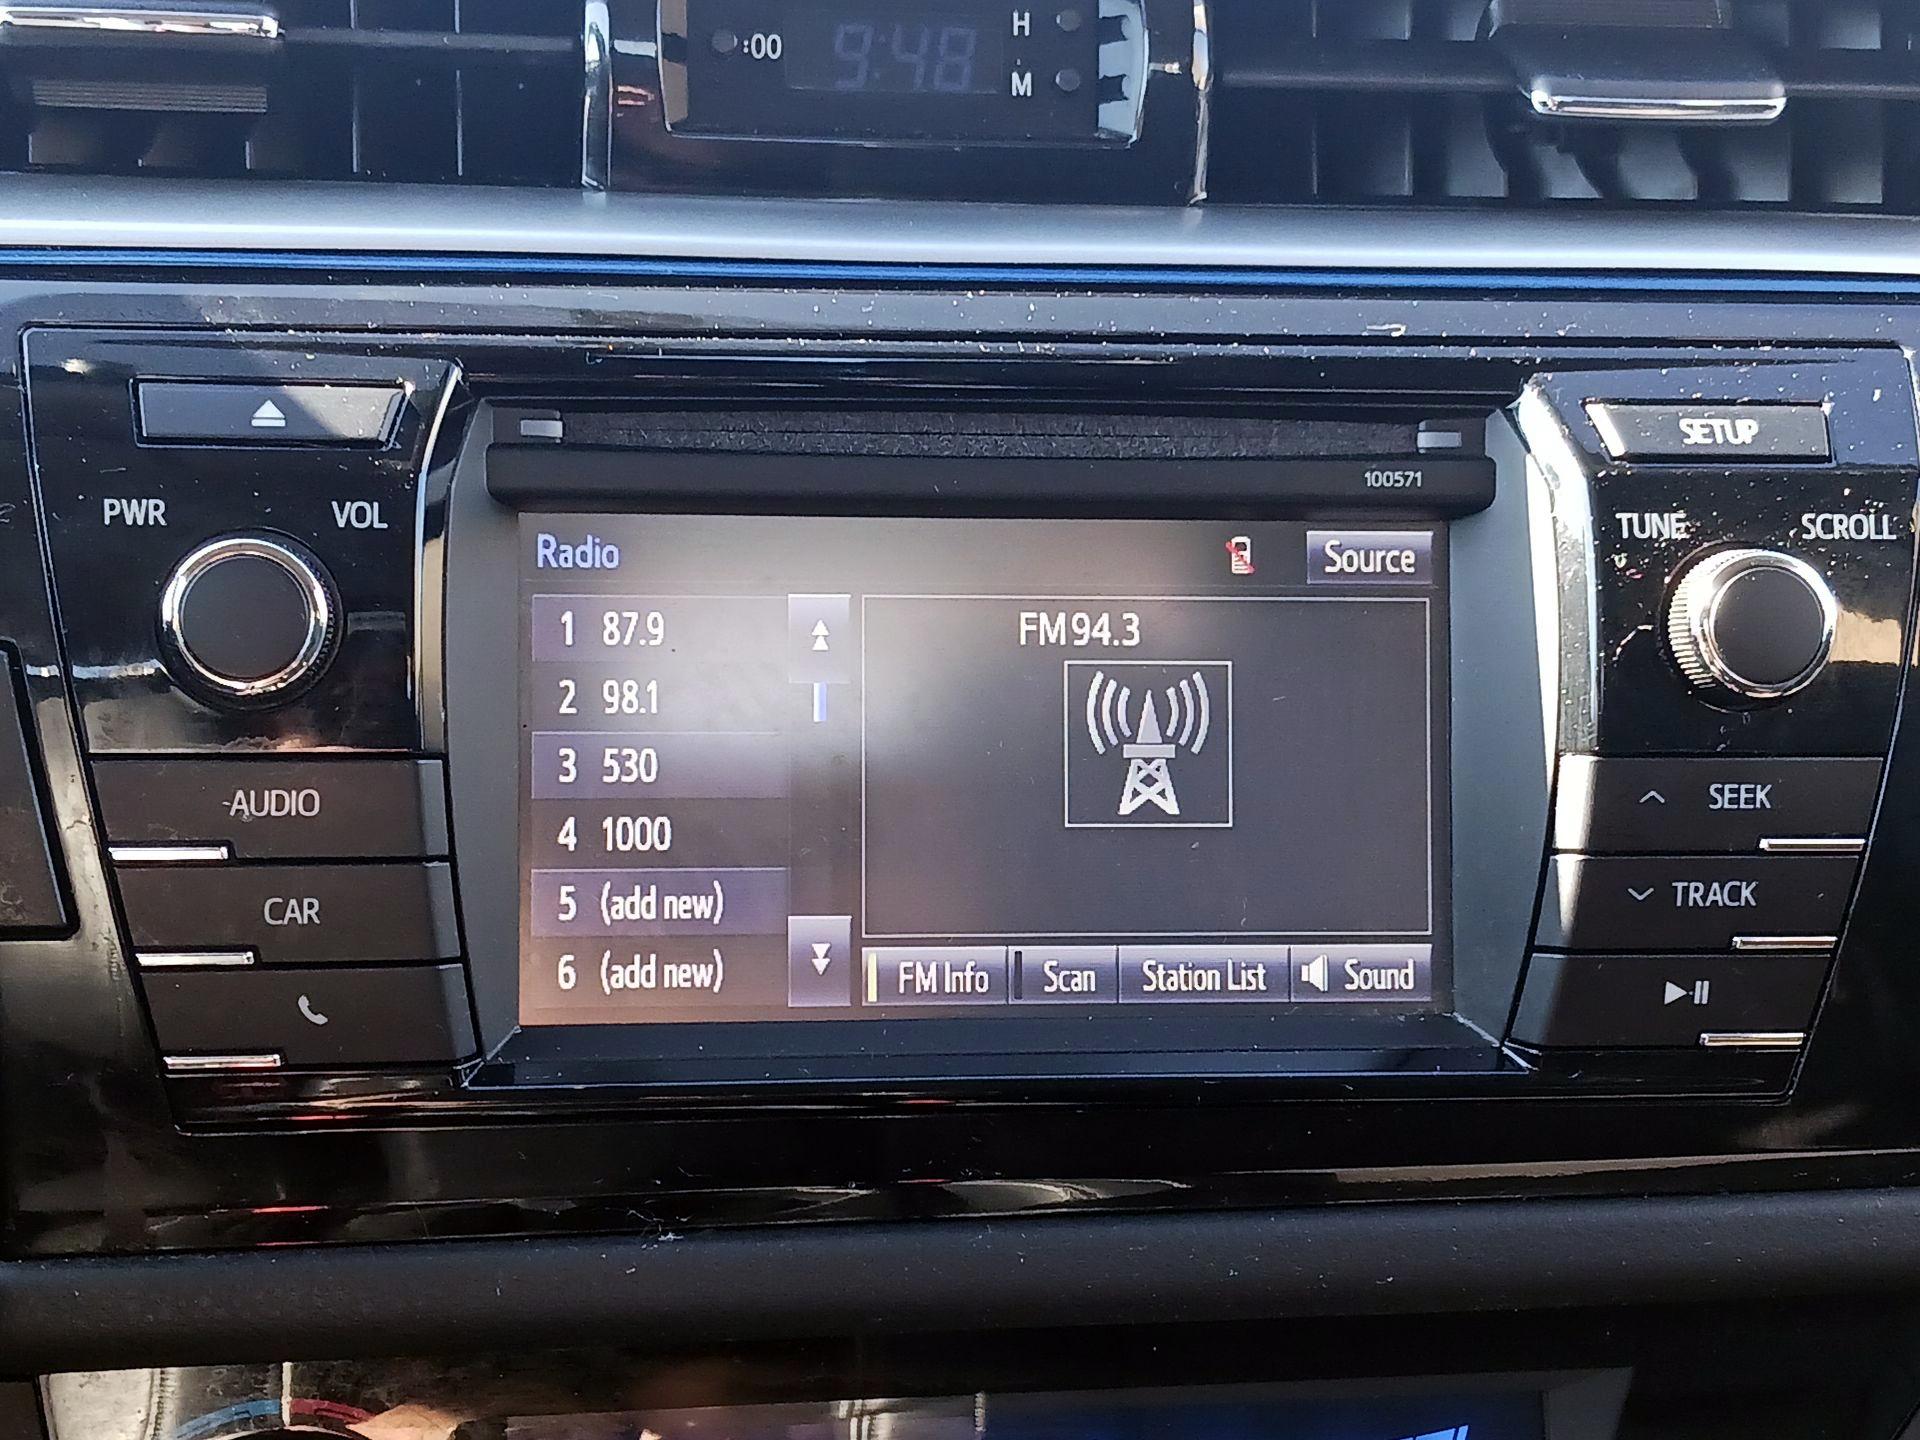 :00 9:48 H
M
100571
SETUP
PWR VOL
TUNE SCROLL
Radio Source
1 87.9
2 98.1
3 530
4 1000
5 (add new)
6 (add new)
FM 94.3
FM Info Scan Station List Sound
AUDIO
CAR
SEEK
TRACK